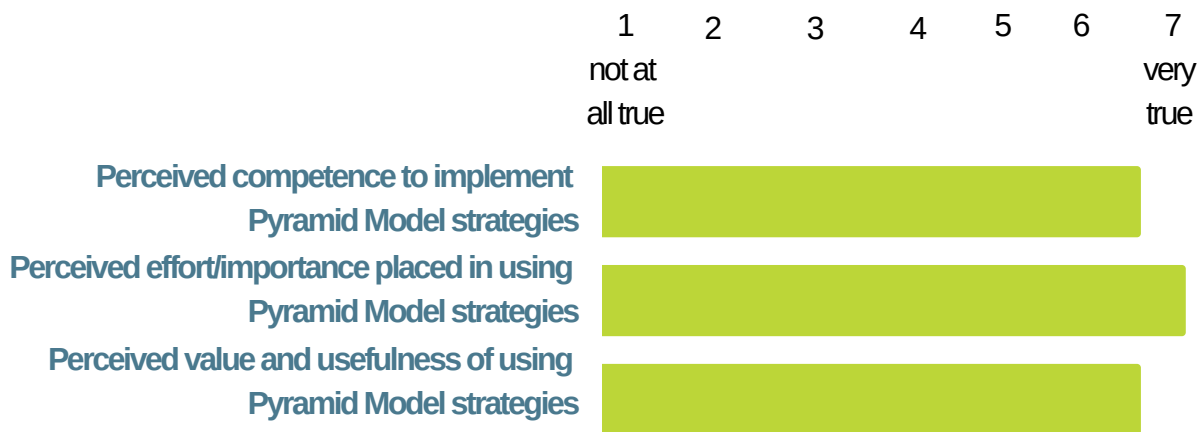 1 2 3 4 5 6 7
not at very
all true true
Perceived competence to implement
Pyramid Model strategies
Perceived effort/importance placed in using
Pyramid Model strategies
Perceived value and usefulness of using
Pyramid Model strategies